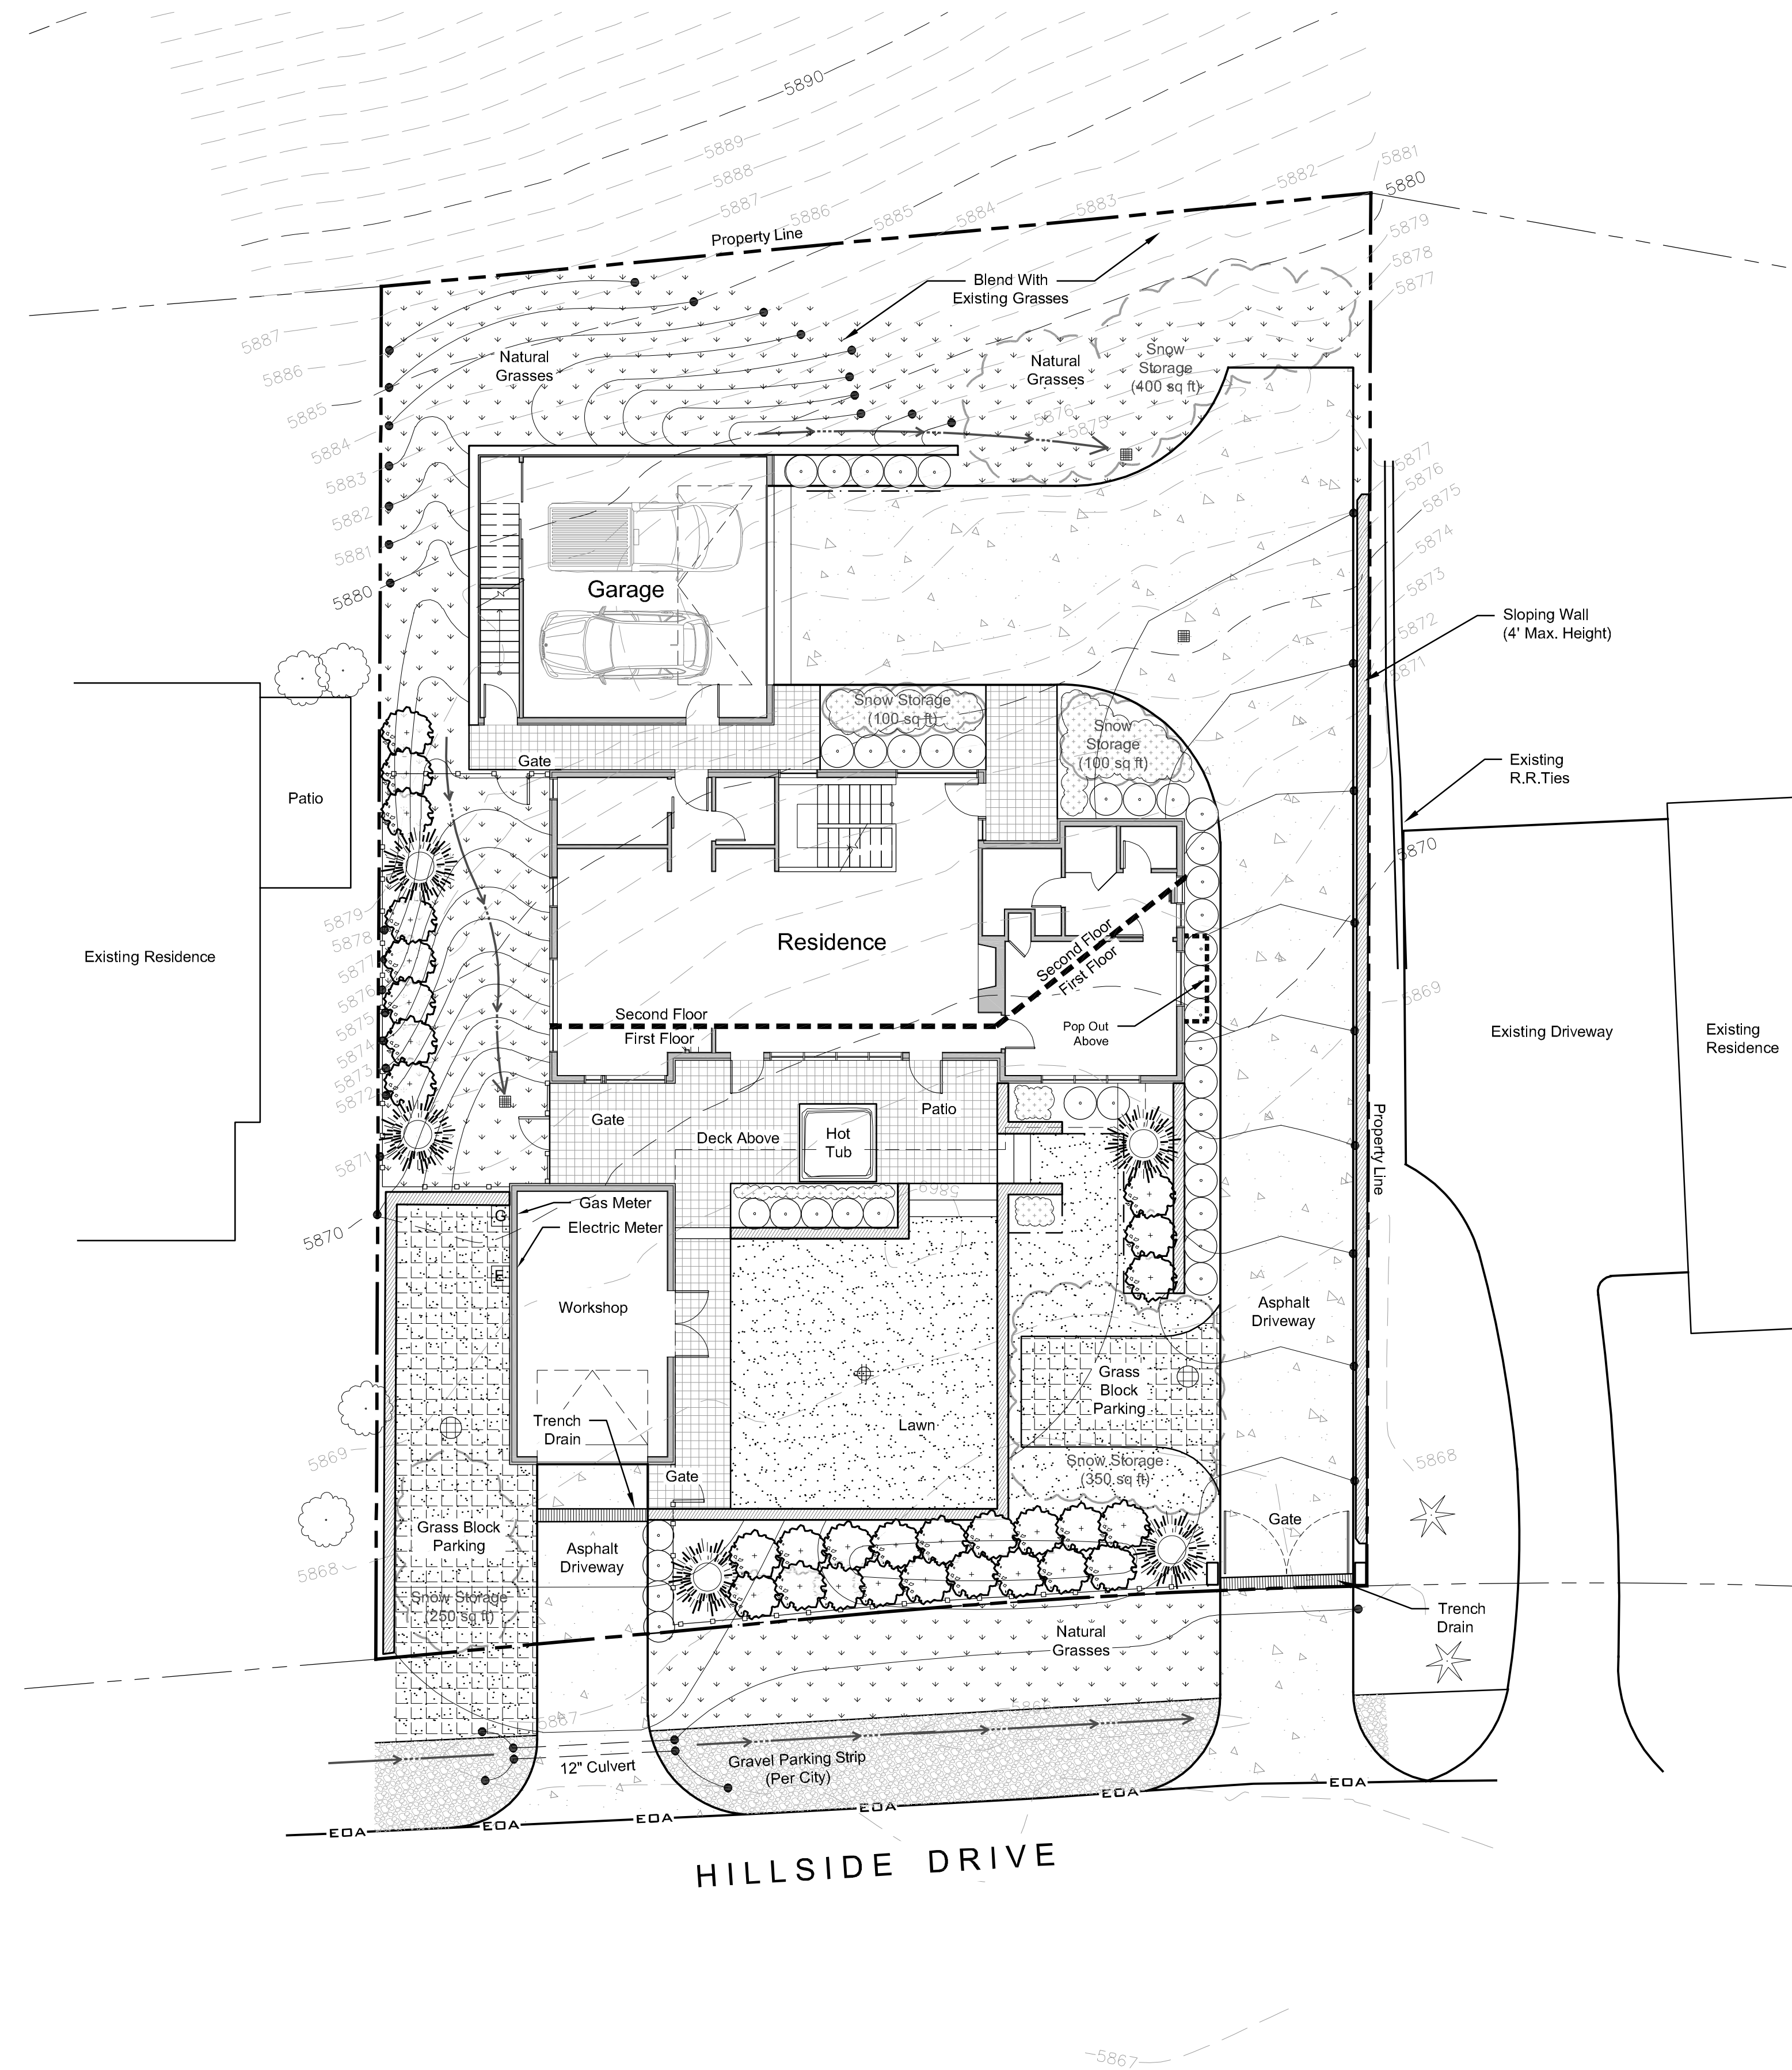 5890
5889
5888
5887
5886
5885
5884
5883
5882
5881
5880
5879
5878
5877
Property Line
Blend With
Existing Grasses
5887
5886
5885
5884
5883
5882
5881
5880
Natural
Grasses
Natural
Grasses
Snow
Storage
(400 sq ft)
5876
5875
5877
5876
5875
5874
5873
5872
5871
Garage
Sloping Wall
(4' Max. Height)
Snow Storage
(100 sq ft)
Snow
Storage
(100 sq ft)
Gate
Existing
R.R.Ties
Patio
5870
Existing Residence
5879
5878
5877
5876
5875
5874
5873
5872
5871
5870
Residence
Second Floor
First Floor
Second Floor
First Floor
Pop Out
Above
5869
Existing Driveway
Existing
Residence
Gate
Deck Above
Hot
Tub
Patio
Property Line
5869
G
Gas Meter
Electric Meter
E
Workshop
Asphalt
Driveway
Grass
Block
Parking
Trench
Drain
Lawn
5869
5868
Gate
Snow Storage
(350 sq ft)
5868
Grass Block
Parking
Asphalt
Driveway
Gate
Snow Storage
(250 sq ft)
Trench
Drain
Natural
Grasses
5867
12" Culvert
Gravel Parking Strip
(Per City)
EOA
EOA
EOA
EOA
EOA
EOA
HILLSIDE DRIVE
5867